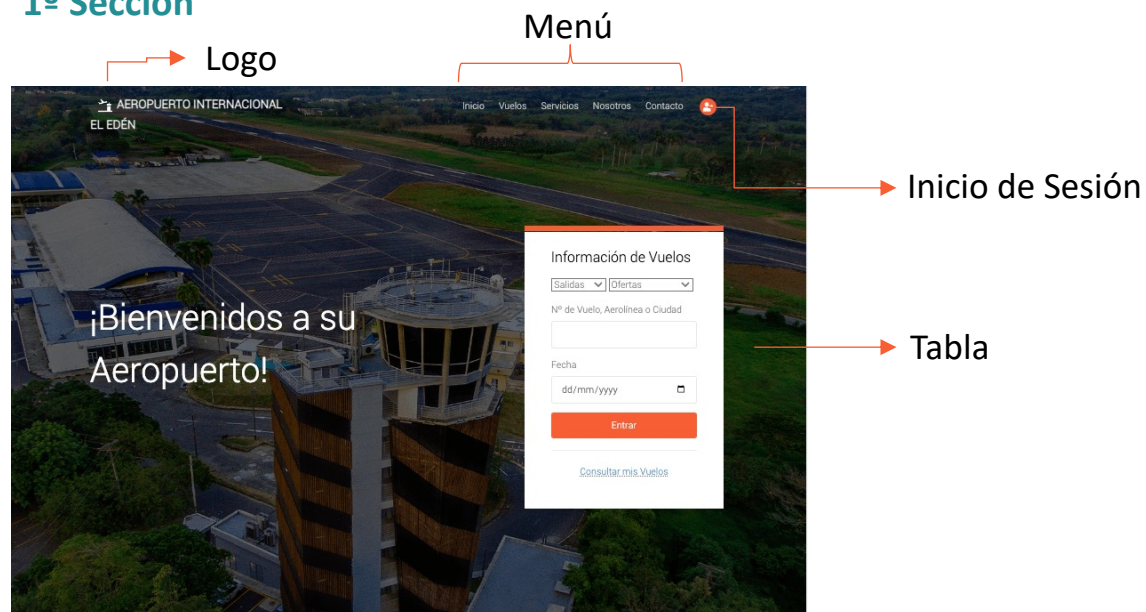 1ª Sección
Menú
Logo
AEROPUERTO INTERNACIONAL
EL EDÉN
Inicio Vuelos Servicios Nosotros Contacto
Inicio de Sesión
Información de Vuelos
Salidas Ofertas
Nº de Vuelo, Aerolínea o Ciudad
¡Bienvenidos a su
Aeropuerto!
Tabla
Fecha
dd/mm/yyyy
Entrar
Consultar mis Vuelos